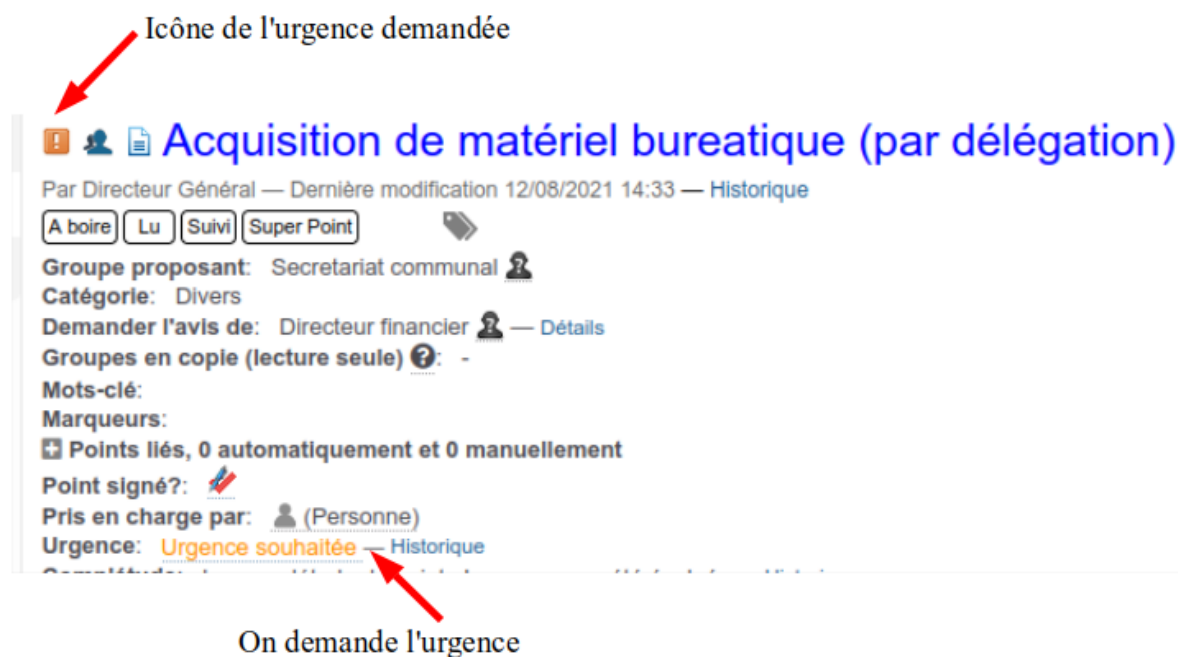 Icône de l'urgence demandée
Acquisition de matériel bureatique (par délégation)
Par Directeur Général — Dernière modification 12/08/2021 14:33 — Historique
A boire Lu Suivi Super Point
Groupe proposant: Secretariat communal
Catégorie: Divers
Demander l'avis de: Directeur financier — Détails
Groupes en copie (lecture seule) ?: -
Mots-clé:
Marqueurs:
Points liés, 0 automatiquement et 0 manuellement
Point signé?:
Pris en charge par: (Personne)
Urgence: Urgence souhaitée — Historique
On demande l'urgence